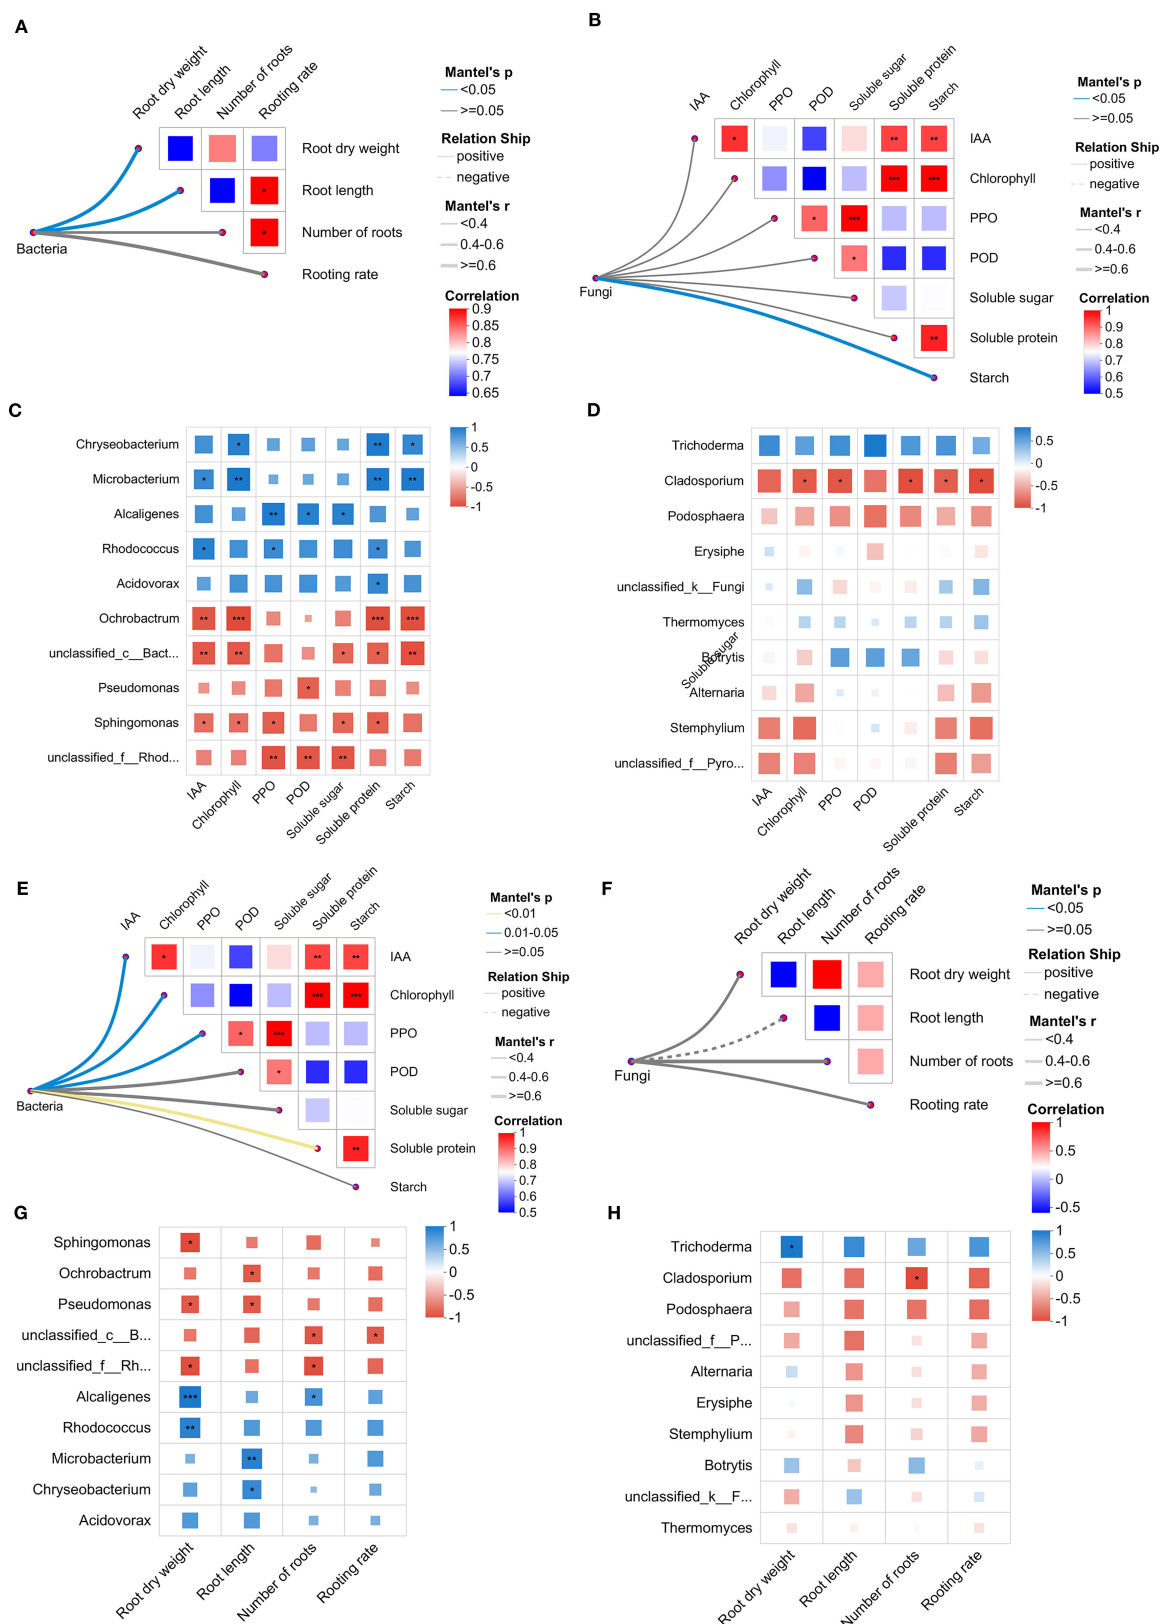 A
Root dry weight
Root length
Number of roots
Rooting rate
Mantel's p
<0.05
>=0.05
Relation Ship
positive
negative
Mantel's r
<0.4
0.4-0.6
>=0.6
Correlation
0.9
0.85
0.8
0.75
0.7
0.65
Root dry weight
Root length
*
Number of roots
*
Rooting rate
Bacteria
B
IAA
Chlorophyll
PPO
POD
Soluble sugar
Soluble protein
Starch
Mantel's p
<0.05
>=0.05
Relation Ship
positive
negative
Mantel's r
<0.4
0.4-0.6
>=0.6
Correlation
1
0.9
0.8
0.7
0.6
0.5
* ** ** IAA
*** *** Chlorophyll
* *** PPO
* POD
Soluble sugar
** Soluble protein
Starch
Fungi
C
Chryseobacterium * ** *
Microbacterium * ** ** **
Alcaligenes ** * *
Rhodococcus * * *
Acidovorax *
Ochrobactrum ** *** *** ***
unclassified_c__Bact... ** ** * * **
Pseudomonas *
Sphingomonas * * * * *
unclassified_f__Rhod... ** ** **
IAA
Chlorophyll
PPO
POD
Soluble sugar
Soluble protein
Starch
1
0.5
0
-0.5
-1
D
Trichoderma
Cladosporium * * * * *
Podosphaera
Erysiphe
unclassified_k__Fungi
Thermomyces
Botrytis
Alternaria
Stemphylium
unclassified_f__Pyro...
IAA
Chlorophyll
PPO
POD
Soluble sugar
Soluble protein
Starch
0.5
0
-0.5
-1
E
IAA
Chlorophyll
PPO
POD
Soluble sugar
Soluble protein
Starch
Mantel's p
<0.01
0.01-0.05
>=0.05
Relation Ship
positive
negative
Mantel's r
<0.4
0.4-0.6
>=0.6
Correlation
1
0.9
0.8
0.7
0.6
0.5
* ** ** IAA
*** *** Chlorophyll
* *** PPO
* POD
Soluble sugar
** Soluble protein
Starch
Bacteria
F
Root dry weight
Root length
Number of roots
Rooting rate
Mantel's p
<0.05
>=0.05
Relation Ship
positive
negative
Mantel's r
<0.4
0.4-0.6
>=0.6
Correlation
1
0.5
0
-0.5
Root dry weight
Root length
Number of roots
Rooting rate
Fungi
G
Sphingomonas *
Ochrobactrum *
Pseudomonas * *
unclassified_c__B... * *
unclassified_f__Rh... * *
Alcaligenes *** *
Rhodococcus **
Microbacterium **
Chryseobacterium *
Acidovorax
Root dry weight
Root length
Number of roots
Rooting rate
1
0.5
0
-0.5
-1
H
Trichoderma *
Cladosporium *
Podosphaera
unclassified_f__P...
Alternaria
Erysiphe
Stemphylium
Botrytis
unclassified_k__F...
Thermomyces
Root dry weight
Root length
Number of roots
Rooting rate
1
0.5
0
-0.5
-1